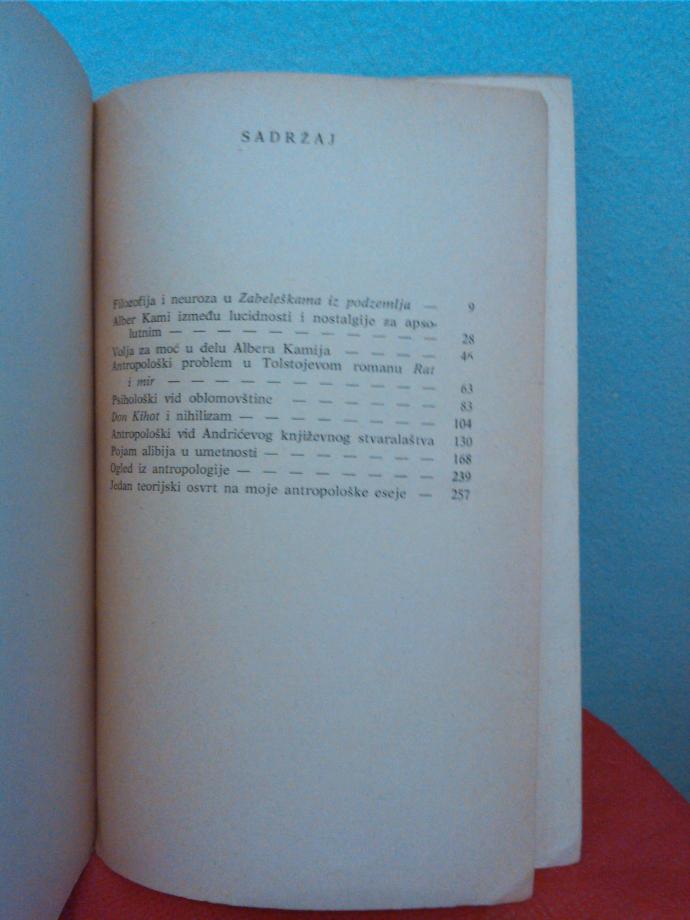 SADRŽAJ
Filozofija i neuroza u Zabeleškama iz podzemlja — 9
Alber Kami između lucidnosti i nostalgije za apso-
lutnim — — — — — — — — — — 28
Volja za moć u delu Albera Kamija — — — — 46
Antropološki problem u Tolstojevom romanu Rat
i mir — — — — — — — — — — 63
Psihološki vid oblomovštine — — — — — — 83
Don Kihot i nihilizam — — — — — — — 104
Antropološki vid Andrićevog književnog stvaralaštva 130
Pojam alibija u umetnosti — — — — — — 168
Ogled iz antropologije — — — — — — — 239
Jedan teorijski osvrt na moje antropološke eseje — 257